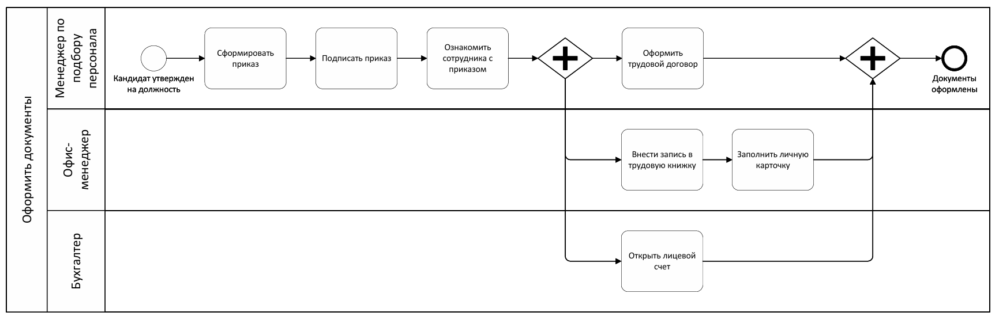 Оформить документы
Менеджер по
подбору
персонала
Кандидат утвержден
на должность
Сформировать
приказ
Подписать приказ
Ознакомить
сотрудника с
приказом
Оформить
трудовой договор
Документы
оформлены
Офис-
менеджер
Внести запись в
трудовую книжку
Заполнить личную
карточку
Бухгалтер
Открыть лицевой
счет